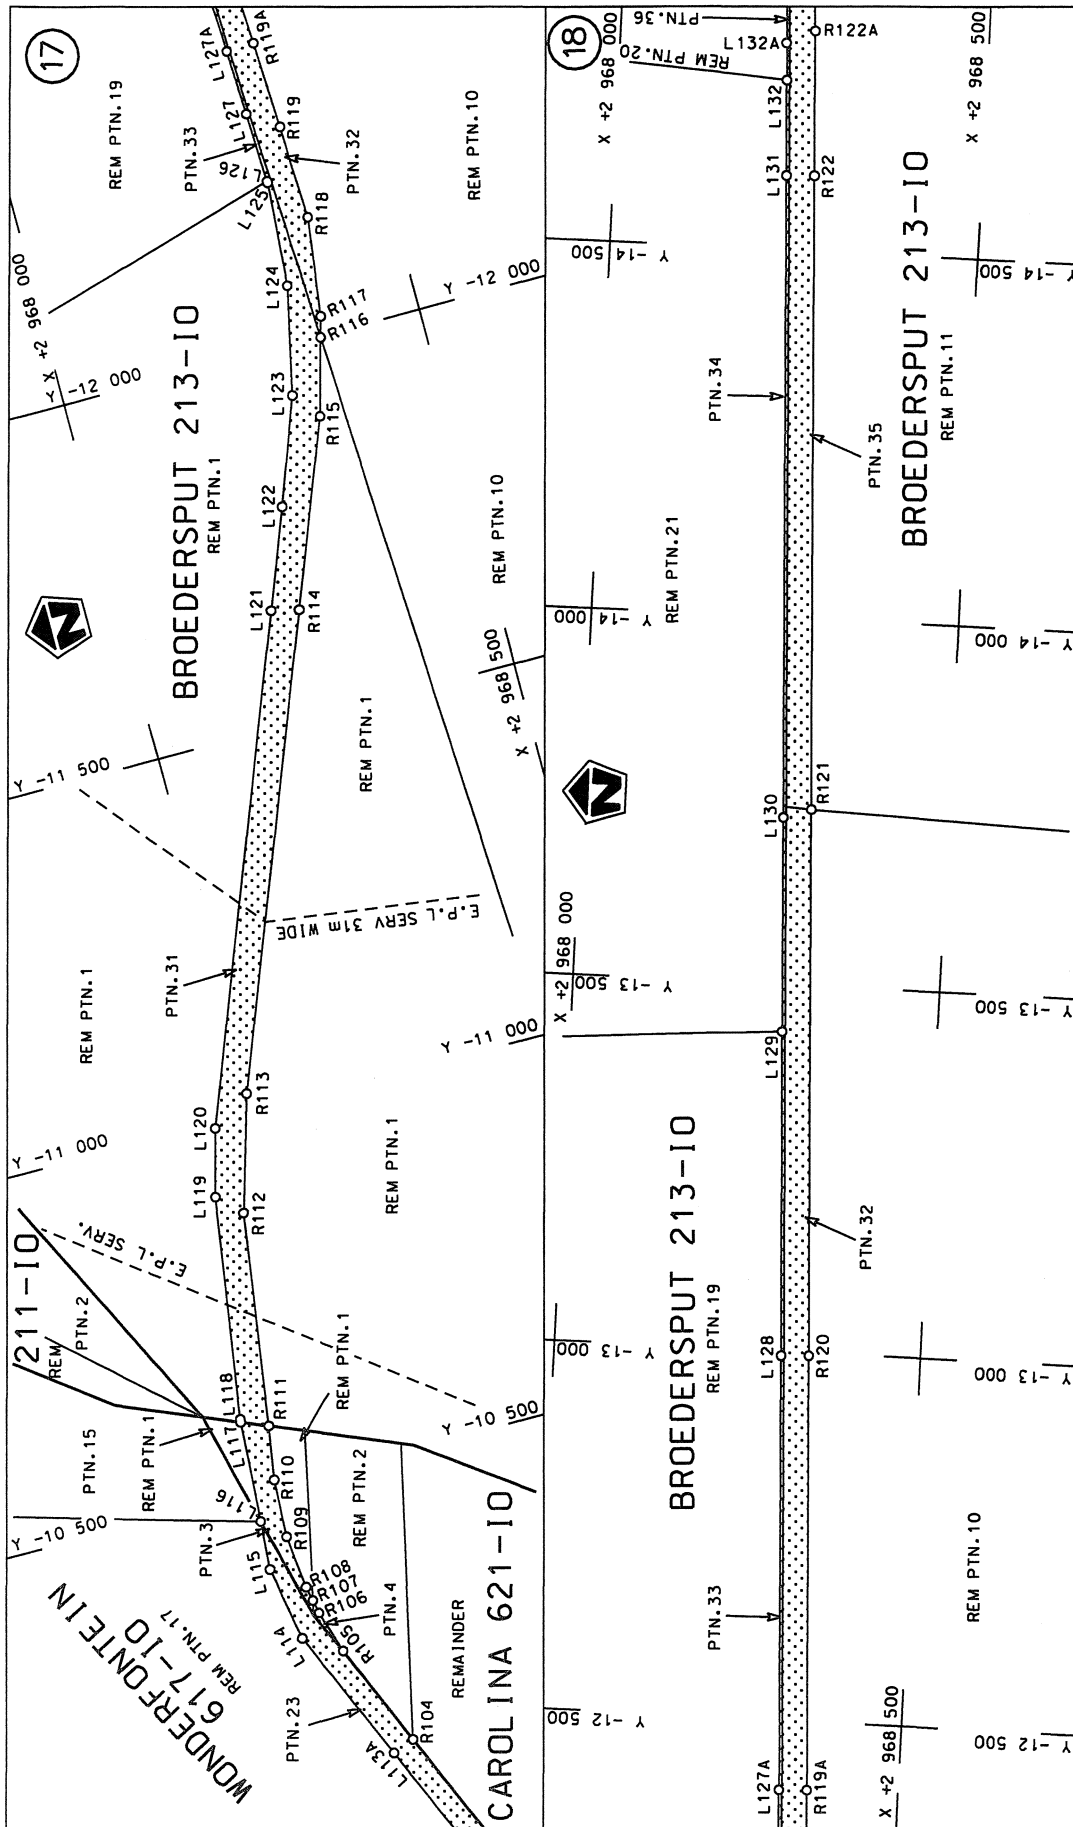 17
REM PTN.19
PTN.33
L127A
R119A
L127
R119
L126
L125
PTN.32
REM PTN.10
R118
L124
X +2 968 000
Y -12 000
Y -12 000
R117
R116
L123
R115
BROEDERSPUT 213-IO
REM PTN.1
L122
L121
R114
REM PTN.10
X +2 968 500
N
Y -11 500
REM PTN.1
E.P.L SERV 31m WIDE
PTN.31
REM PTN.1
Y -11 000
R113
L120
Y -11 000
L119
R112
REM PTN.1
211-IO
E.P.L SERV.
REM
PTN.2
L118
L117
R111
REM PTN.1
Y -10 500
PTN.15
REM PTN.1
L116
R110
REM PTN.2
Y -10 500
PTN.3
R109
L115
R108
R107
R106
PTN.4
R105
L114
WONDERFONTEIN
617-IO
REM PTN.17
PTN.23
REMAINDER
R104
L113A
CAROLINA 621-IO
18
X +2 968 000
REM PTN.20
L132A
PTN.36
R122A
X +2 968 500
L132
L131
R122
Y -14 500
Y -14 500
PTN.34
PTN.35
BROEDERSPUT 213-IO
REM PTN.11
REM PTN.21
Y -14 000
Y -14 000
N
L130
R121
X +2 968 000
Y -13 500
Y -13 500
L129
BROEDERSPUT 213-IO
REM PTN.19
PTN.32
Y -13 000
L128
R120
Y -13 000
PTN.33
REM PTN.10
Y -12 500
X +2 968 500
Y -12 500
L127A
R119A